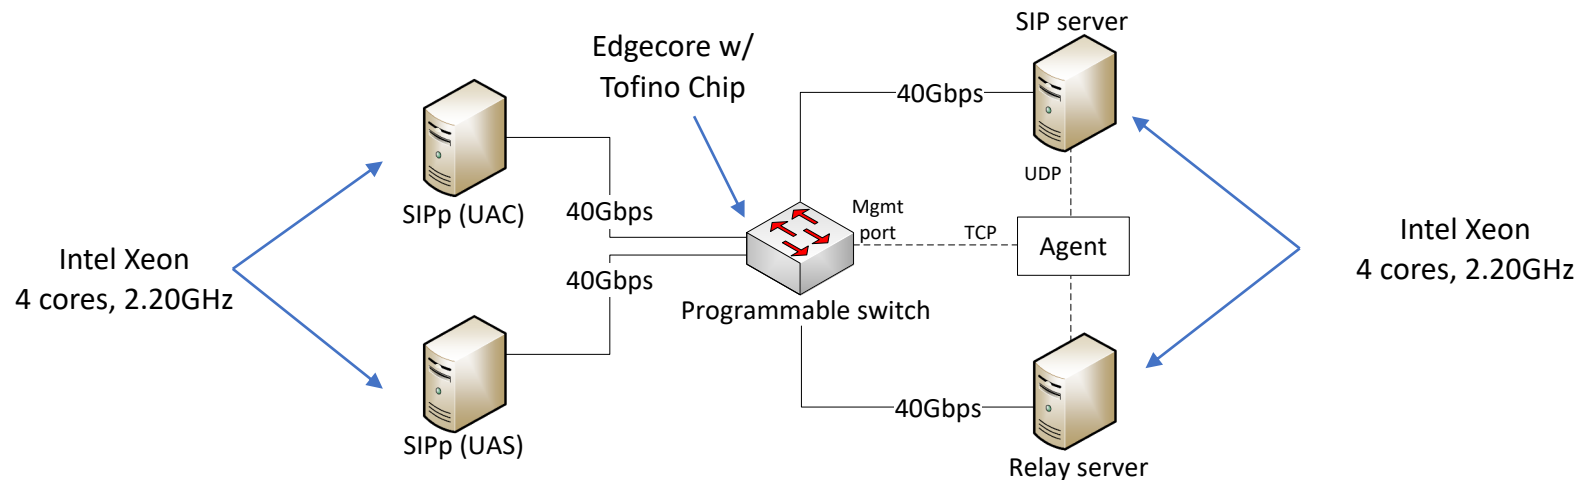 SIP server
Edgecore w/
Tofino Chip
40Gbps
UDP
SIPp (UAC)
40Gbps
Mgmt
port
TCP
Agent
Intel Xeon
4 cores, 2.20GHz
Intel Xeon
4 cores, 2.20GHz
40Gbps
Programmable switch
40Gbps
SIPp (UAS)
Relay server